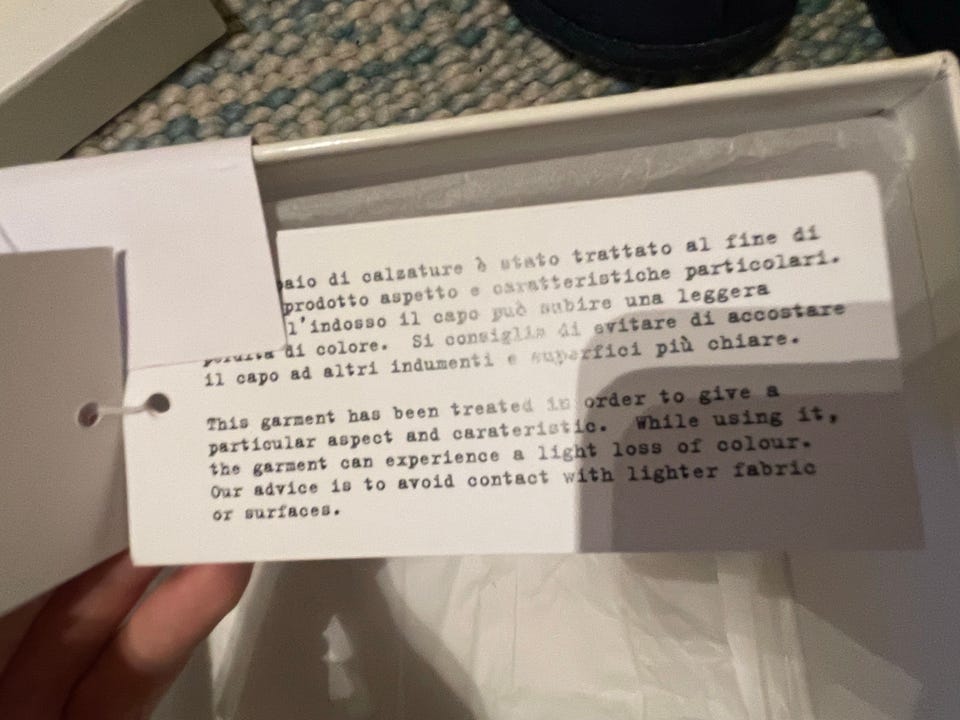 aio di calzature è stato trattato al fine di
prodotto aspetto e caratteristiche particolari.
l'indosso il capo può subire una leggera
perdita di colore. Si consiglia di evitare di accostare
il capo ad altri indumenti e superfici più chiare.
This garment has been treated in order to give a
particular aspect and carateristic. While using it,
the garment can experience a light loss of colour.
Our advice is to avoid contact with lighter fabric
or surfaces.